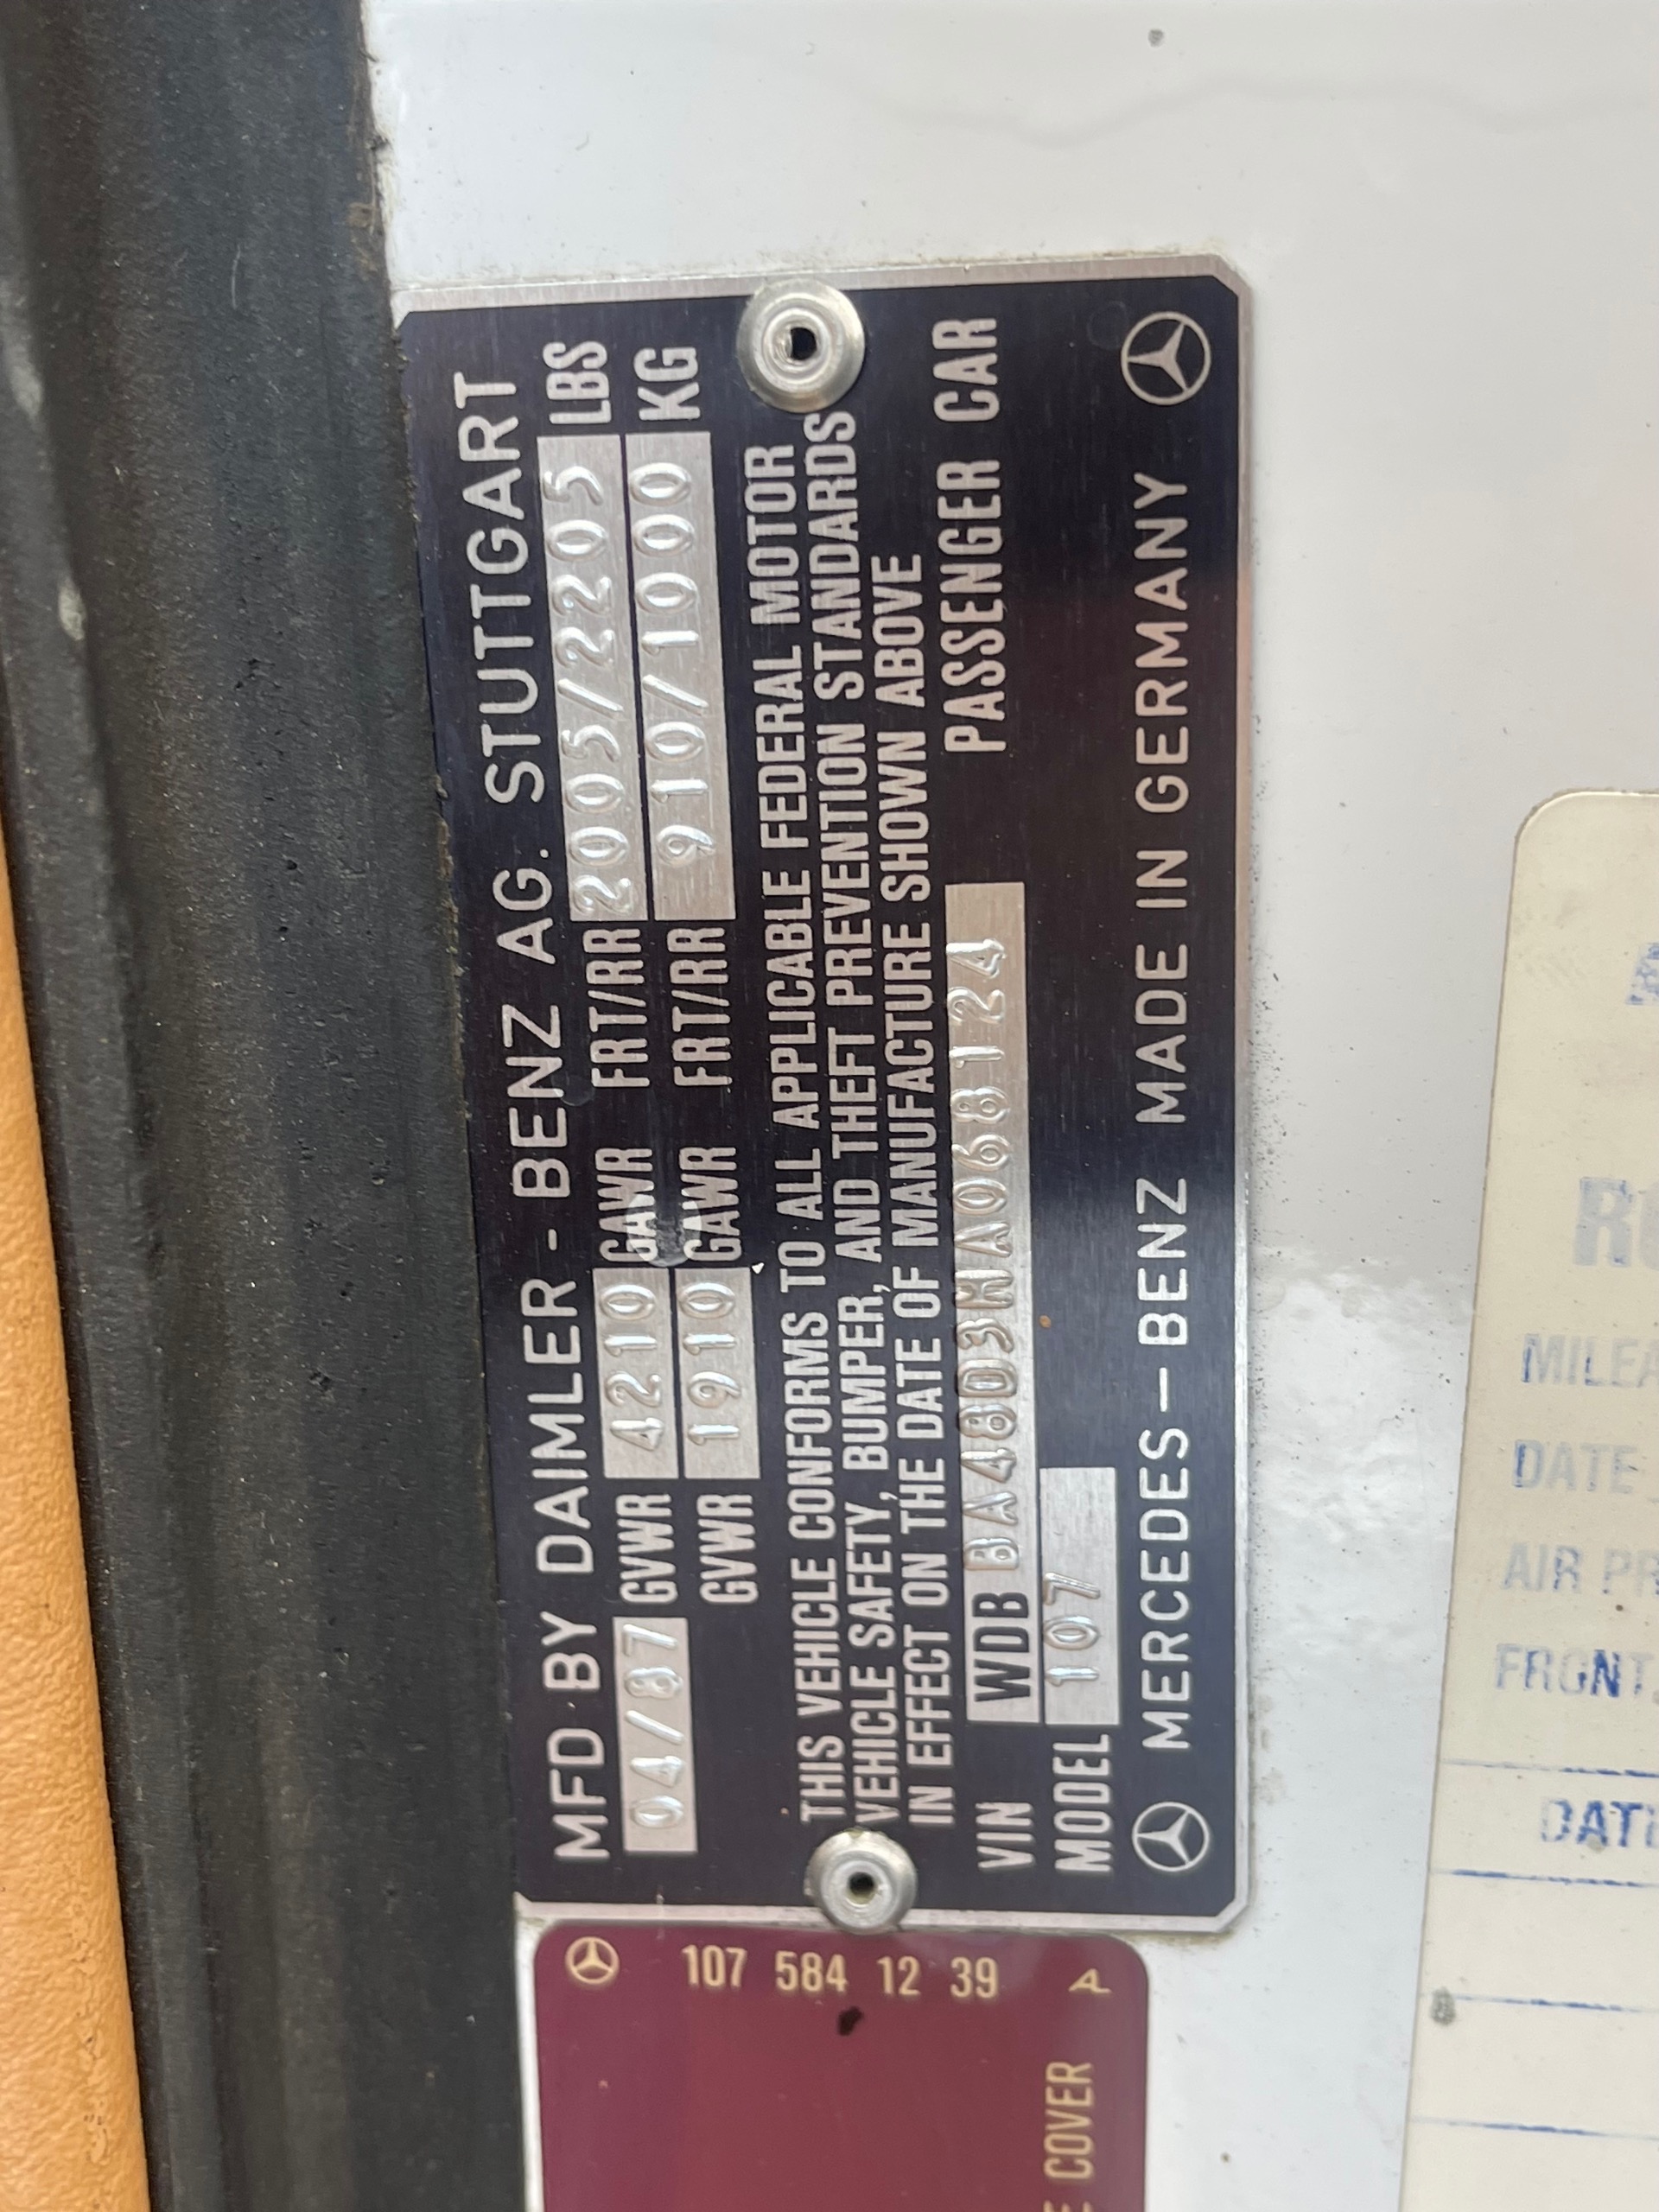 MFD BY DAIMLER - BENZ AG. STUTTGART
04/87 GVWR 4210 GAWR FRT/RR 2005/2205 LBS
GVWR 1910 GAWR FRT/RR 910/1000 KG
THIS VEHICLE CONFORMS TO ALL APPLICABLE FEDERAL MOTOR
VEHICLE SAFETY, BUMPER, AND THEFT PREVENTION STANDARDS
IN EFFECT ON THE DATE OF MANUFACTURE SHOWN ABOVE
VIN WDB BA48D3HA068124 PASSENGER CAR
MODEL 107
MERCEDES-BENZ MADE IN GERMANY
107 584 12 39 A
COVER
DATE
AIR
FRONT